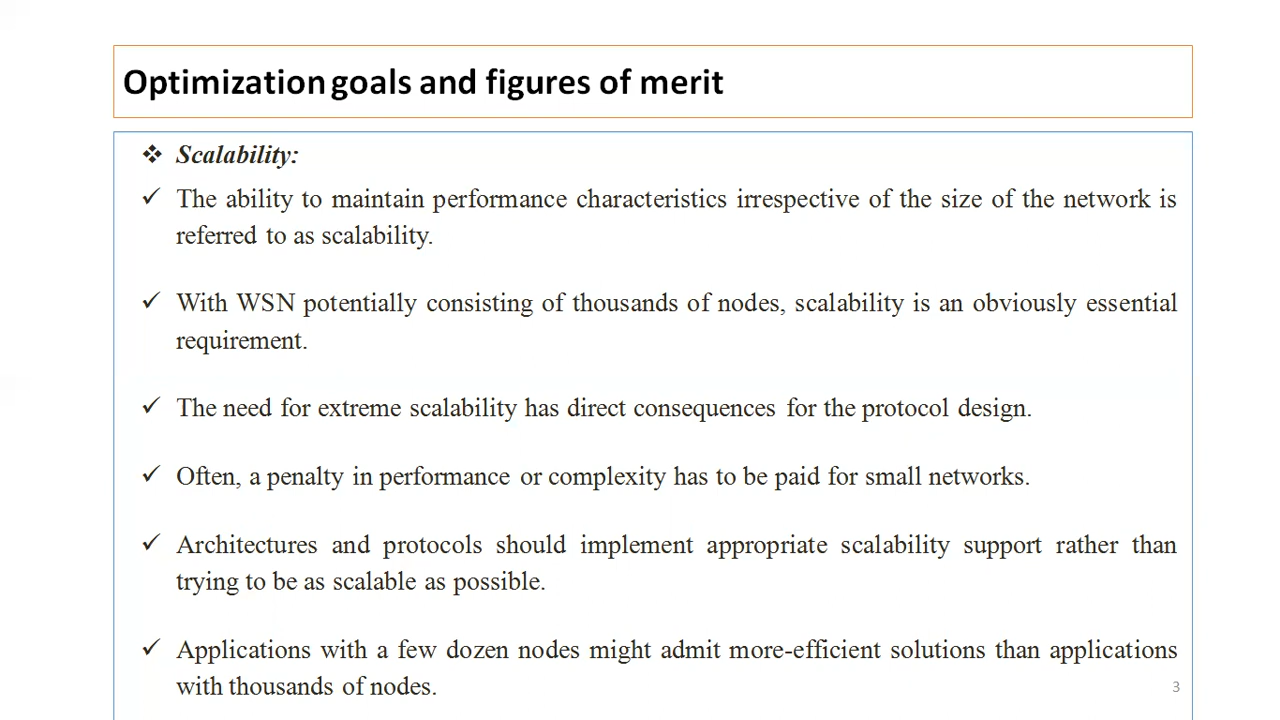 Optimization goals and figures of merit
❖ Scalability:
✓ The ability to maintain performance characteristics irrespective of the size of the network is
referred to as scalability.
✓ With WSN potentially consisting of thousands of nodes, scalability is an obviously essential
requirement.
✓ The need for extreme scalability has direct consequences for the protocol design.
✓ Often, a penalty in performance or complexity has to be paid for small networks.
✓ Architectures and protocols should implement appropriate scalability support rather than
trying to be as scalable as possible.
✓ Applications with a few dozen nodes might admit more-efficient solutions than applications
with thousands of nodes.
3